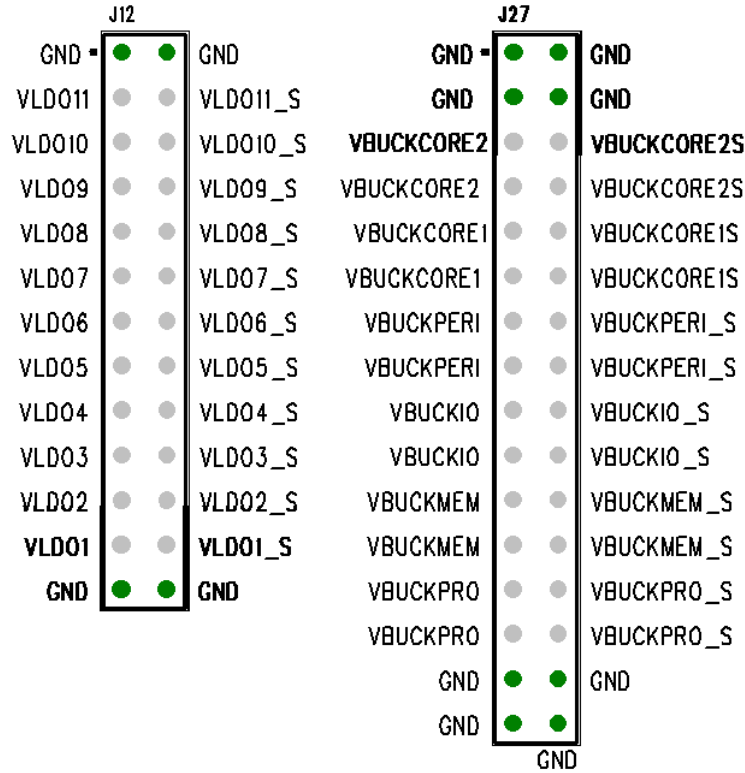 J12
GND GND
VLDO11 VLDO11_S
VLDO10 VLDO10_S
VLDO9 VLDO9_S
VLDO8 VLDO8_S
VLDO7 VLDO7_S
VLDO6 VLDO6_S
VLDO5 VLDO5_S
VLDO4 VLDO4_S
VLDO3 VLDO3_S
VLDO2 VLDO2_S
VLDO1 VLDO1_S
GND GND
J27
GND GND
GND GND
VBUCKCORE2 VBUCKCORE2S
VBUCKCORE2 VBUCKCORE2S
VBUCKCORE1 VBUCKCORE1S
VBUCKCORE1 VBUCKCORE1S
VBUCKPERI VBUCKPERI_S
VBUCKPERI VBUCKPERI_S
VBUCKIO VBUCKIO_S
VBUCKIO VBUCKIO_S
VBUCKMEM VBUCKMEM_S
VBUCKMEM VBUCKMEM_S
VBUCKPRO VBUCKPRO_S
VBUCKPRO VBUCKPRO_S
GND GND
GND
GND